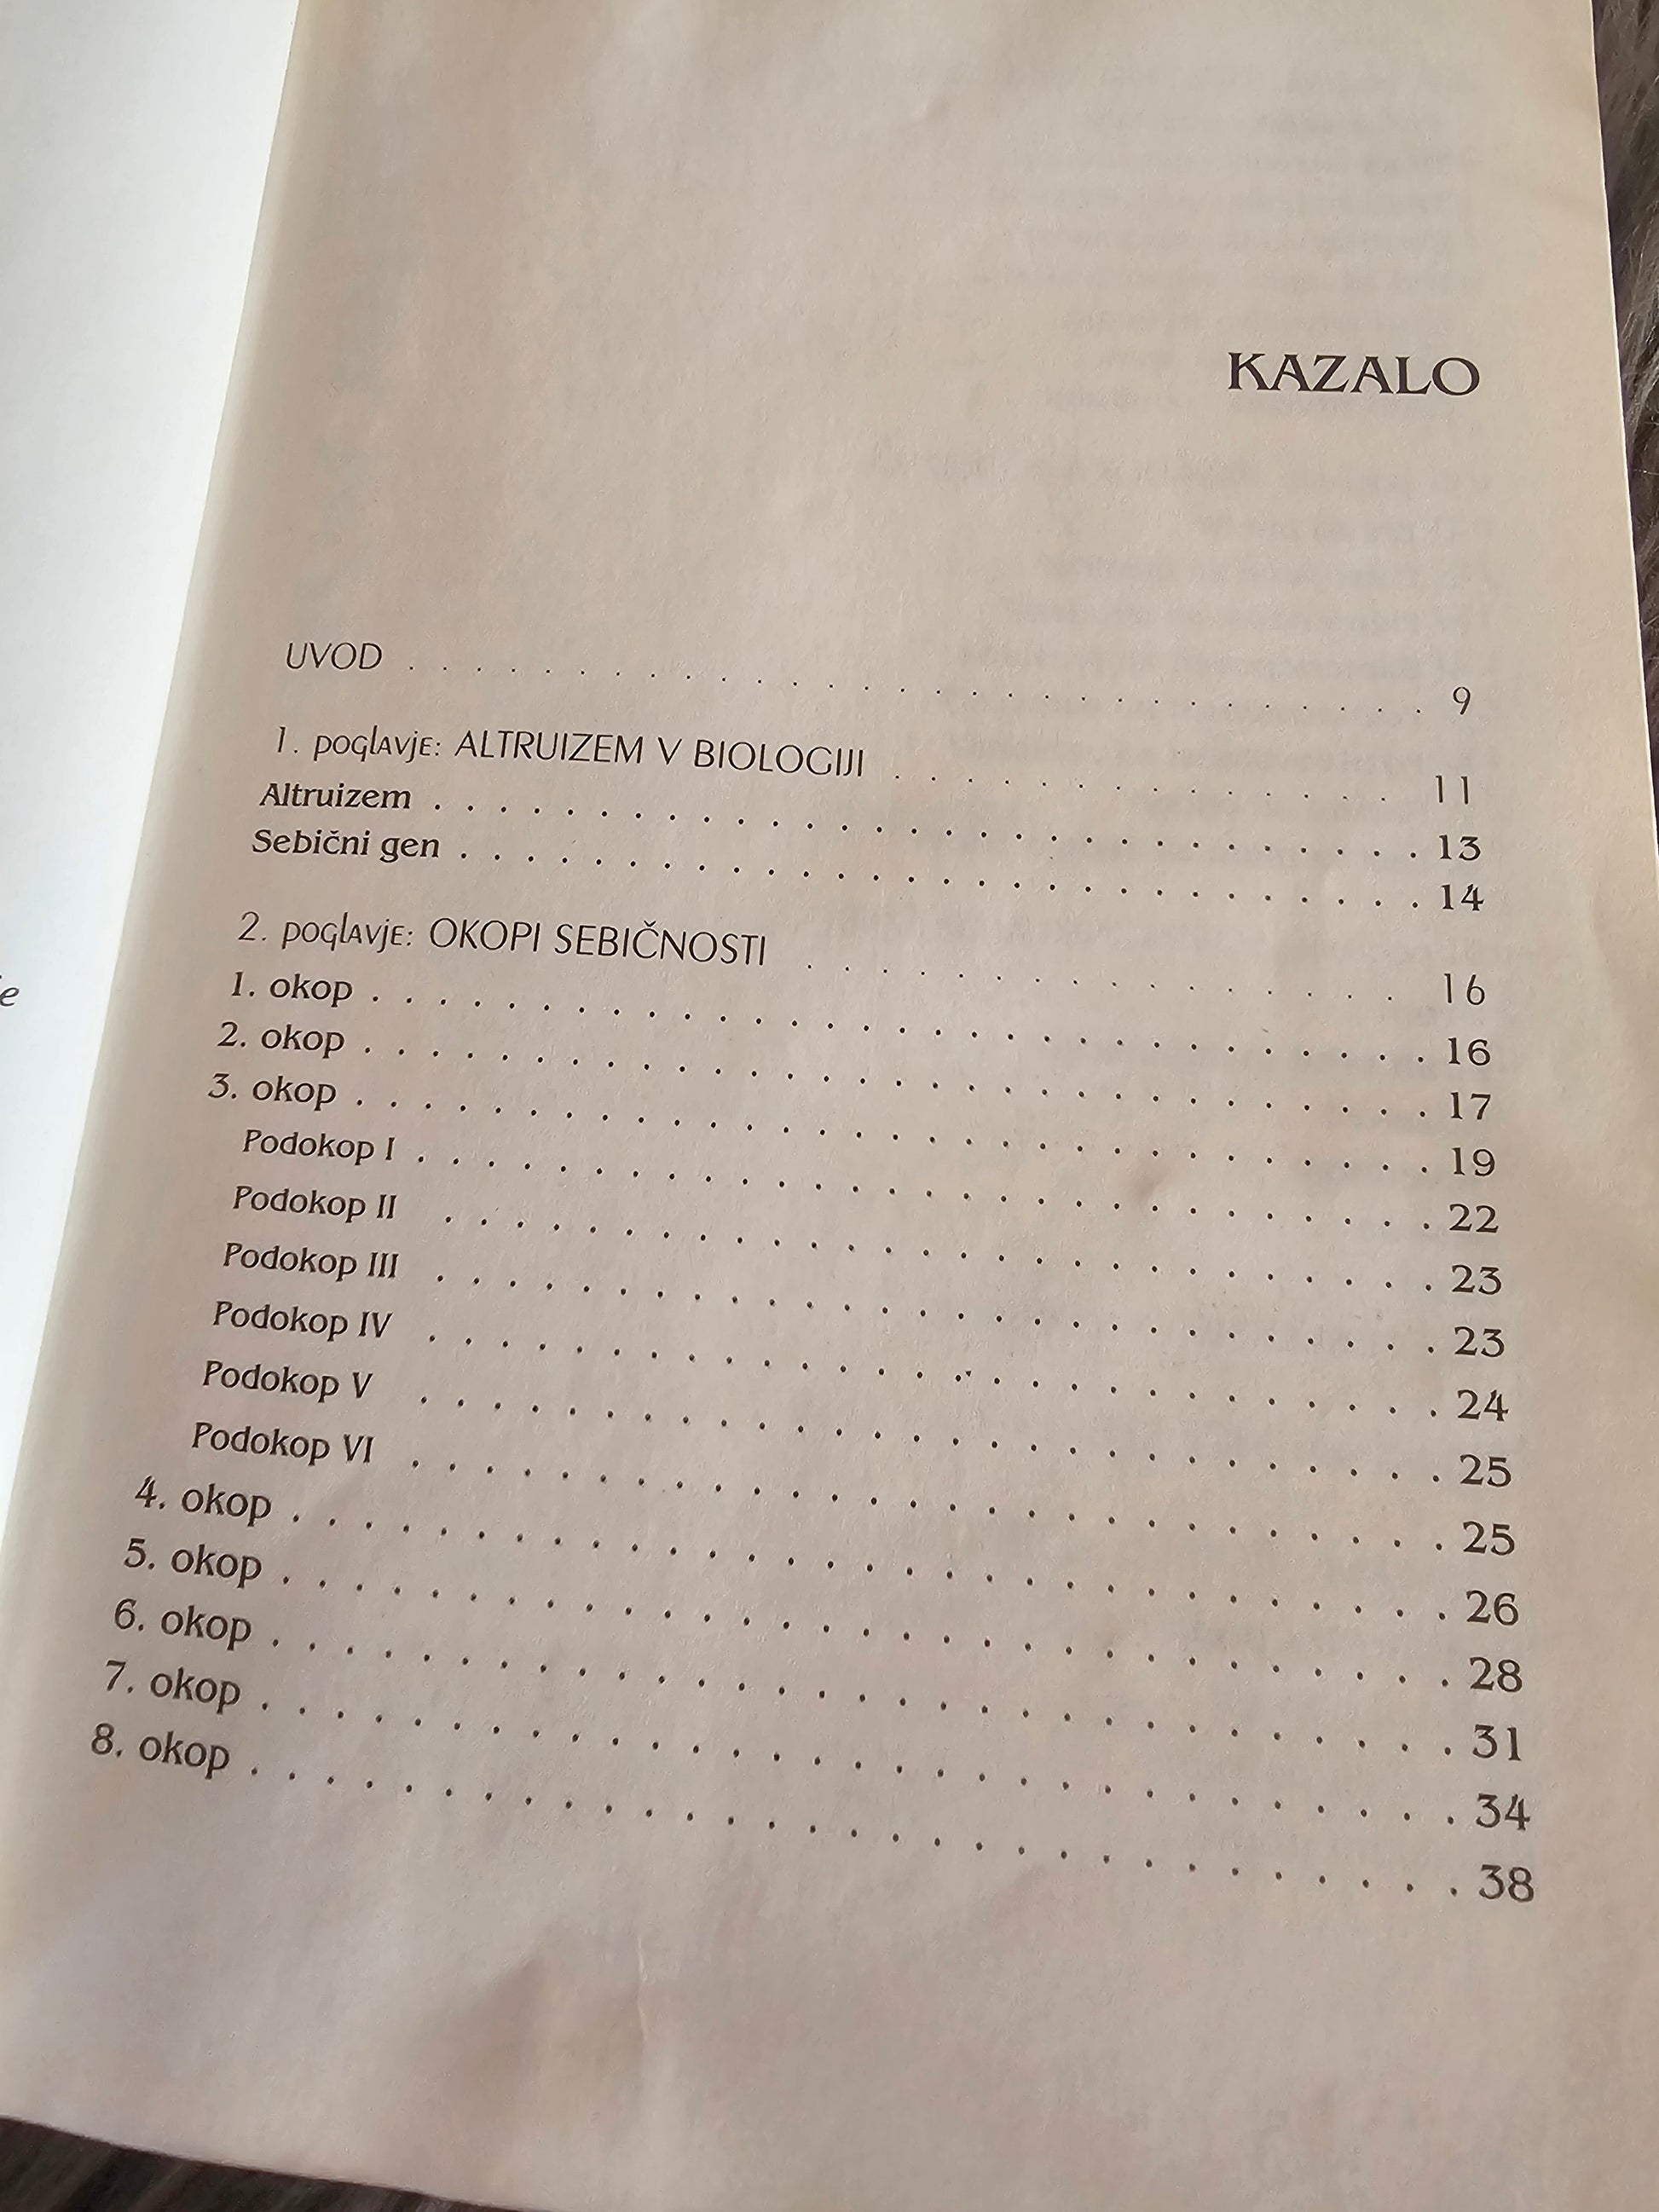 KAZALO
UVOD . . . . . . . . . . . . . . . . . . . . . . . . . . . . . 9
1. poglavje: ALTRUIZEM V BIOLOGIJI . . . . . . . . . . . . . . 11
Altruizem . . . . . . . . . . . . . . . . . . . . . . . . . . . 13
Sebični gen . . . . . . . . . . . . . . . . . . . . . . . . . . 14
2. poglavje: OKOPI SEBIČNOSTI . . . . . . . . . . . . . . . . 16
1. okop . . . . . . . . . . . . . . . . . . . . . . . . . . . . 16
2. okop . . . . . . . . . . . . . . . . . . . . . . . . . . . . 17
3. okop . . . . . . . . . . . . . . . . . . . . . . . . . . . . 19
Podokop I . . . . . . . . . . . . . . . . . . . . . . . . . . . 22
Podokop II . . . . . . . . . . . . . . . . . . . . . . . . . . 23
Podokop III . . . . . . . . . . . . . . . . . . . . . . . . . . 23
Podokop IV . . . . . . . . . . . . . . . . . . . . . . . . . . 24
Podokop V . . . . . . . . . . . . . . . . . . . . . . . . . . . 25
Podokop VI . . . . . . . . . . . . . . . . . . . . . . . . . . 25
4. okop . . . . . . . . . . . . . . . . . . . . . . . . . . . . 26
5. okop . . . . . . . . . . . . . . . . . . . . . . . . . . . . 28
6. okop . . . . . . . . . . . . . . . . . . . . . . . . . . . . 31
7. okop . . . . . . . . . . . . . . . . . . . . . . . . . . . . 34
8. okop . . . . . . . . . . . . . . . . . . . . . . . . . . . . 38